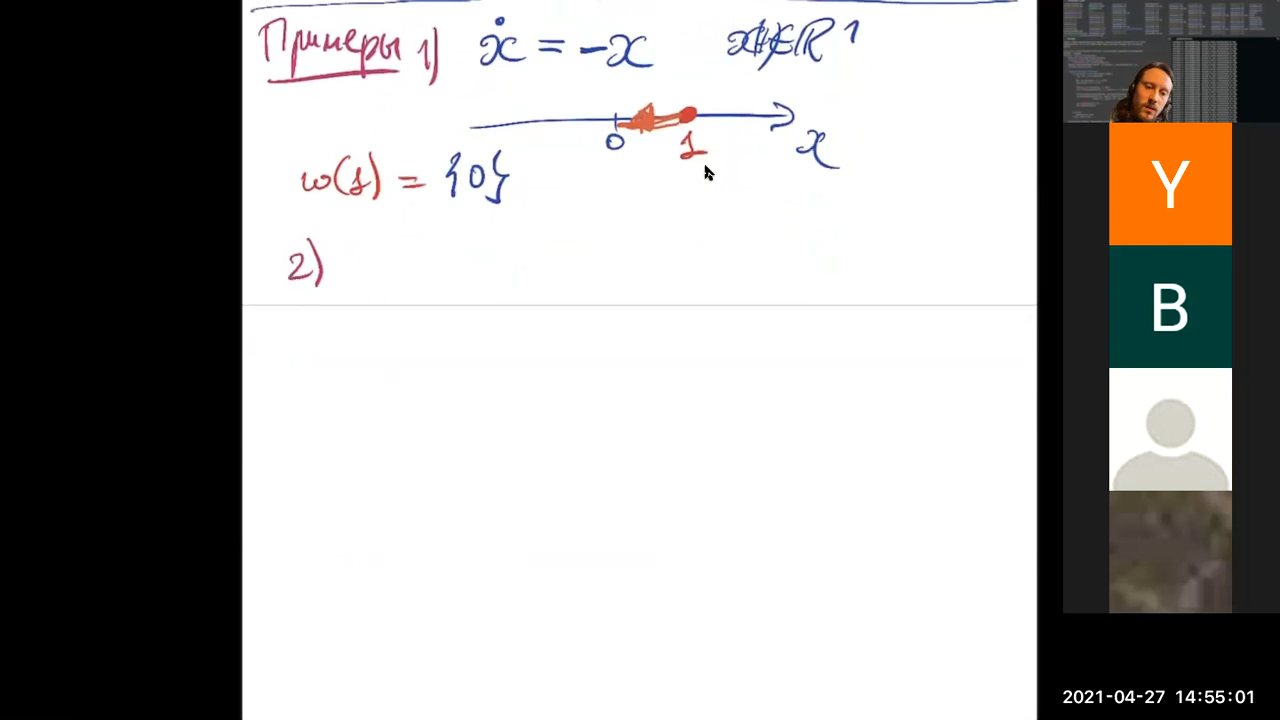 Примеры 1) ẋ = -x x∈ℝ¹
0 1 x
ω(1) = {0}
2)
Y
B
2021-04-27 14:55:01